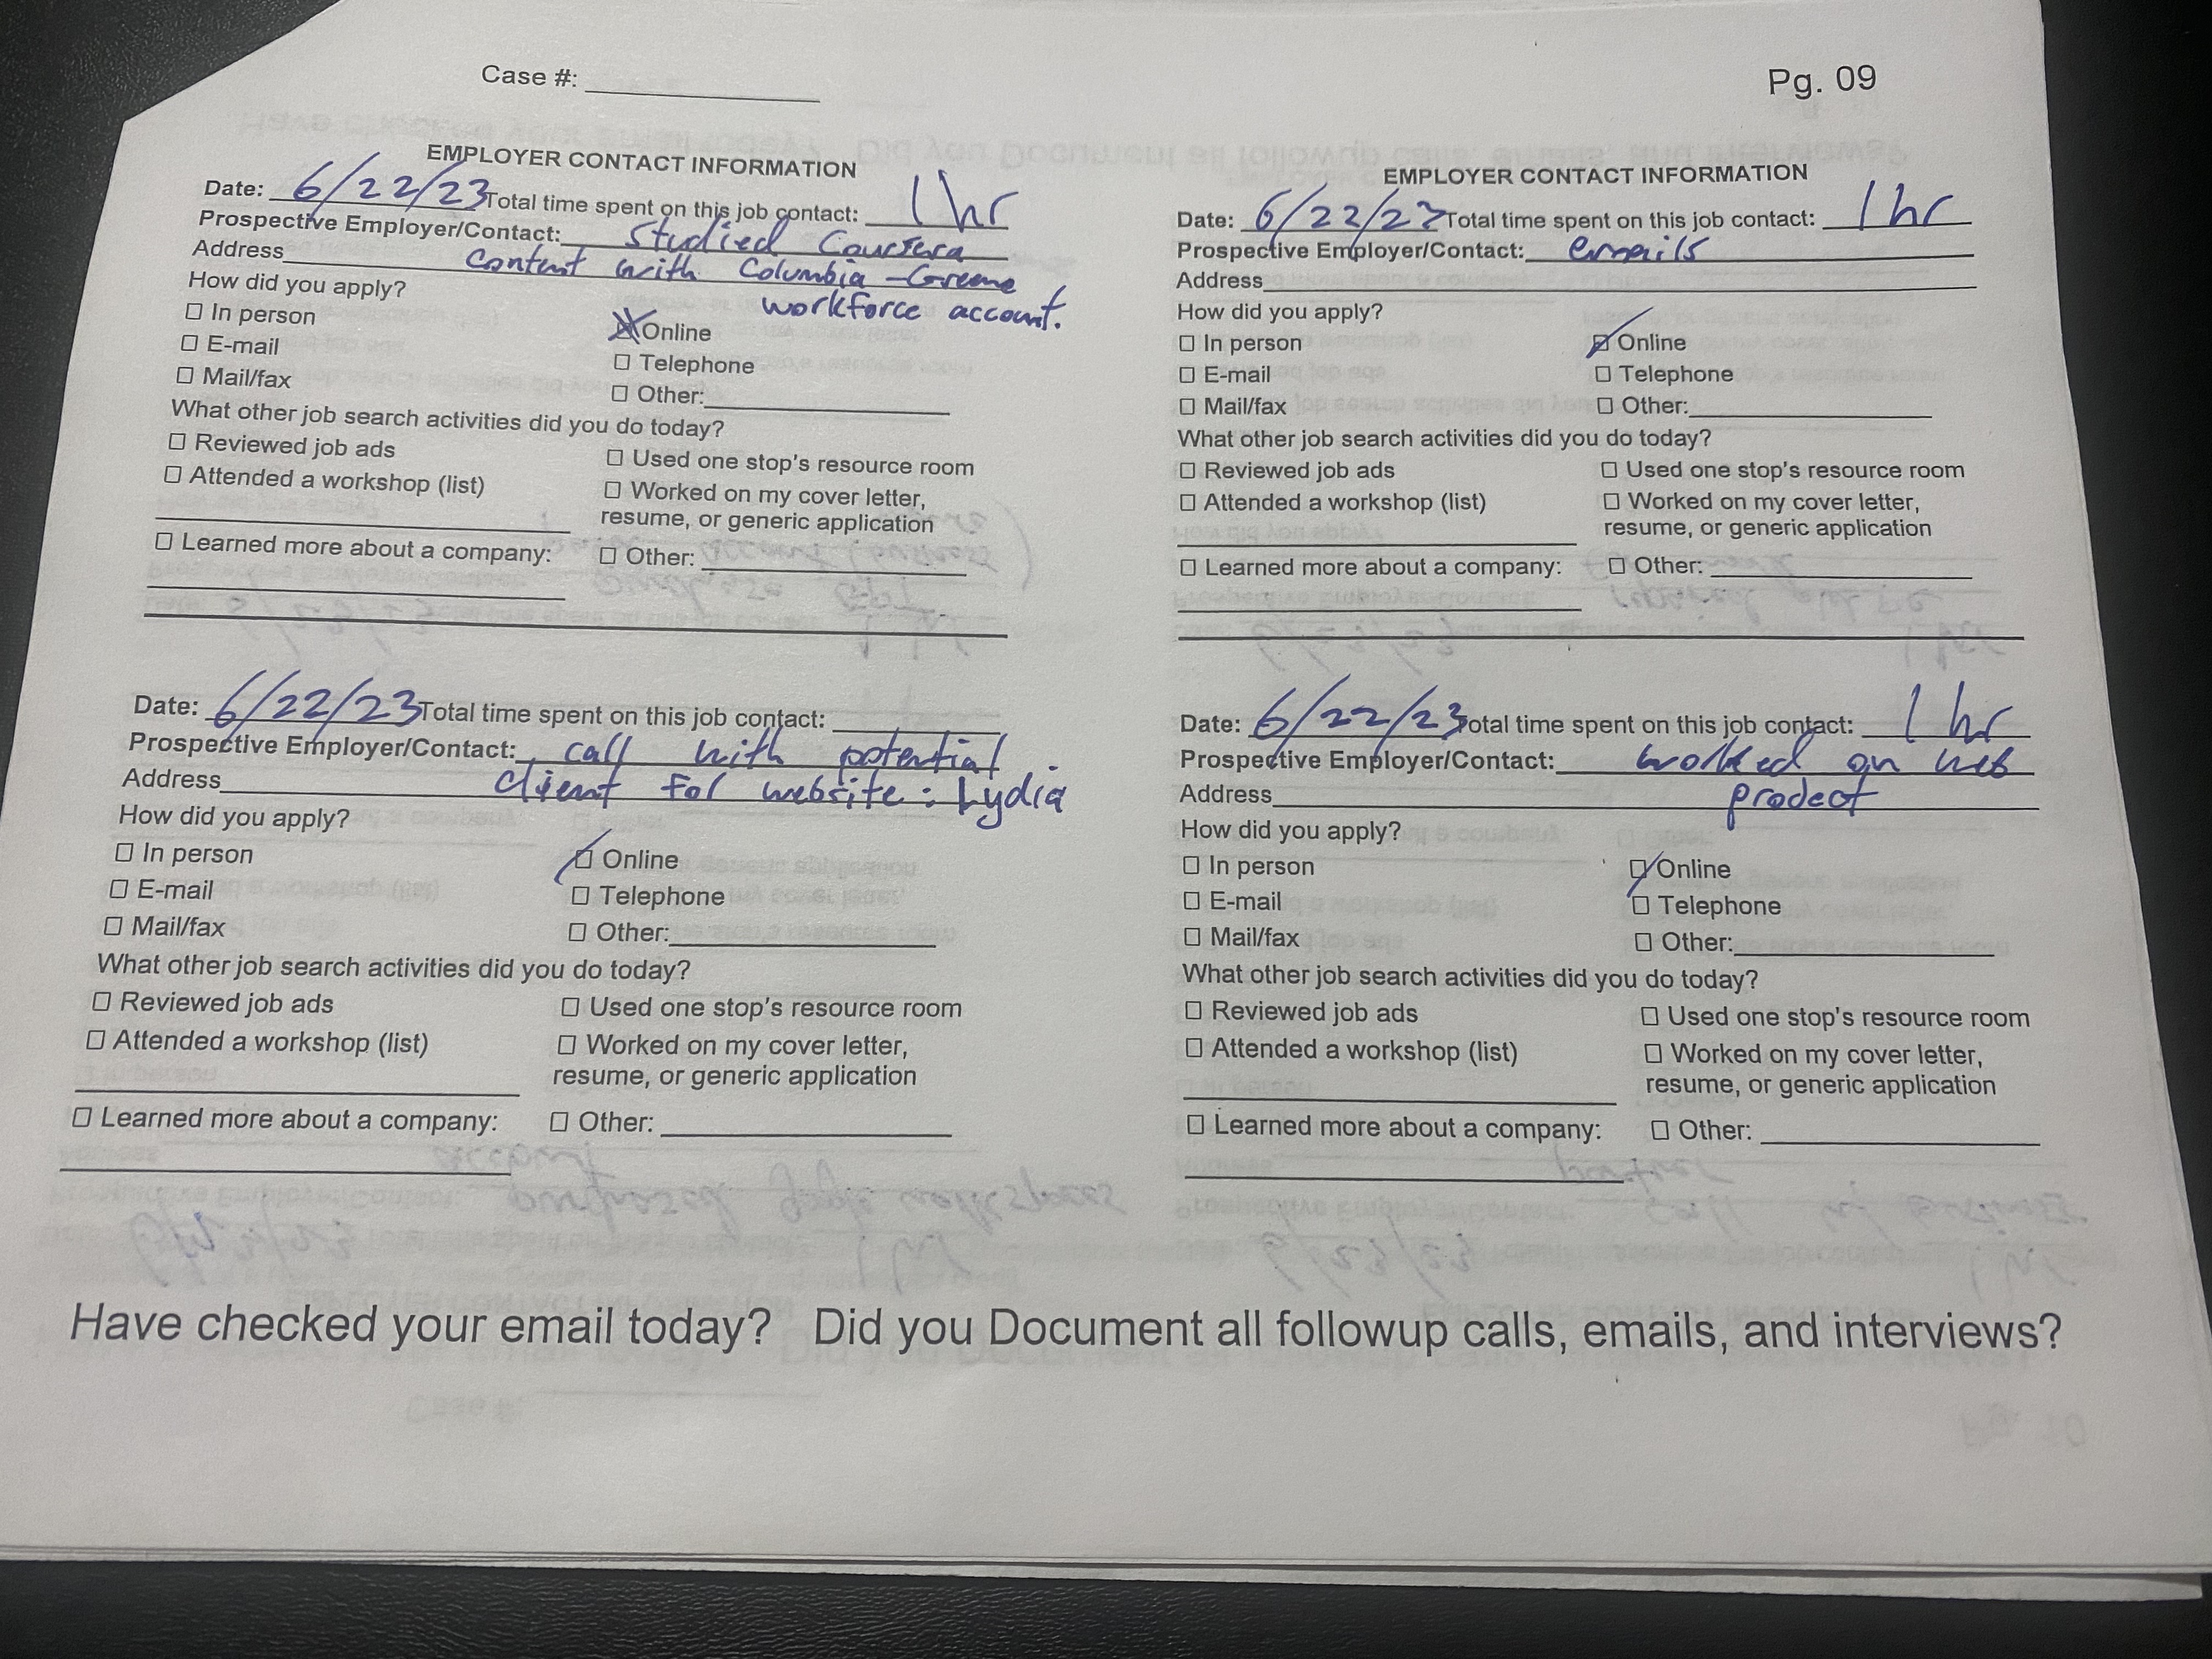 Case #:
Pg. 09
EMPLOYER CONTACT INFORMATION
Date: 6/22/23 Total time spent on this job contact: 1 hr
Prospective Employer/Contact: Studied Coursera
Address content with Columbia-Greene
How did you apply? workforce account.
☐ In person
☒ Online
☐ E-mail
☐ Telephone
☐ Mail/fax
☐ Other:
What other job search activities did you do today?
☐ Reviewed job ads
☐ Used one stop's resource room
☐ Attended a workshop (list)
☐ Worked on my cover letter,
resume, or generic application
☐ Learned more about a company:
☐ Other:
EMPLOYER CONTACT INFORMATION
Date: 6/22/23 Total time spent on this job contact: 1 hr
Prospective Employer/Contact: emails
Address
How did you apply?
☐ In person
☑ Online
☐ E-mail
☐ Telephone
☐ Mail/fax
☐ Other:
What other job search activities did you do today?
☐ Reviewed job ads
☐ Used one stop's resource room
☐ Attended a workshop (list)
☐ Worked on my cover letter,
resume, or generic application
☐ Learned more about a company:
☐ Other:
Date: 6/22/23 Total time spent on this job contact:
Prospective Employer/Contact: call with potential
Address client for website: Lydia
How did you apply?
☐ In person
☑ Online
☐ E-mail
☐ Telephone
☐ Mail/fax
☐ Other:
What other job search activities did you do today?
☐ Reviewed job ads
☐ Used one stop's resource room
☐ Attended a workshop (list)
☐ Worked on my cover letter,
resume, or generic application
☐ Learned more about a company:
☐ Other:
Date: 6/22/23 Total time spent on this job contact: 1 hr
Prospective Employer/Contact: worked on web
Address prodect
How did you apply?
☐ In person
☑ Online
☐ E-mail
☐ Telephone
☐ Mail/fax
☐ Other:
What other job search activities did you do today?
☐ Reviewed job ads
☐ Used one stop's resource room
☐ Attended a workshop (list)
☐ Worked on my cover letter,
resume, or generic application
☐ Learned more about a company:
☐ Other:
Have checked your email today? Did you Document all followup calls, emails, and interviews?